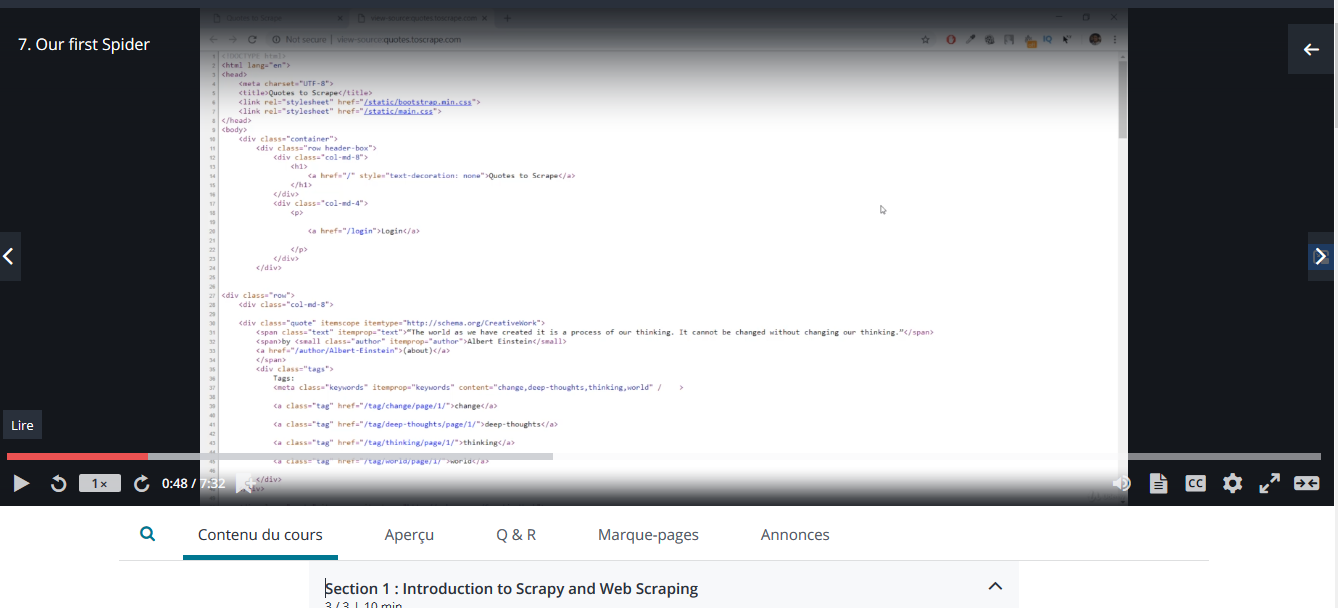 7. Our first Spider
Quotes to Scrape
view-source:quotes.toscrape.com
Not secure | view-source:quotes.toscrape.com
1 <!DOCTYPE html>
2 <html lang="en">
3 <head>
4 <meta charset="UTF-8">
5 <title>Quotes to Scrape</title>
6 <link rel="stylesheet" href="/static/bootstrap.min.css">
7 <link rel="stylesheet" href="/static/main.css">
8 </head>
9 <body>
10 <div class="container">
11 <div class="row header-box">
12 <div class="col-md-8">
13 <h1>
14 <a href="/" style="text-decoration: none">Quotes to Scrape</a>
15 </h1>
16 </div>
17 <div class="col-md-4">
18 <p>
19
20 <a href="/login">Login</a>
21
22 </p>
23 </div>
24 </div>
25
26
27 <div class="row">
28 <div class="col-md-8">
29
30 <div class="quote" itemscope itemtype="http://schema.org/CreativeWork">
31 <span class="text" itemprop="text">“The world as we have created it is a process of our thinking. It cannot be changed without changing our thinking.”</span>
32 <span>by <small class="author" itemprop="author">Albert Einstein</small>
33 <a href="/author/Albert-Einstein">(about)</a>
34 </span>
35 <div class="tags">
36 Tags:
37 <meta class="keywords" itemprop="keywords" content="change,deep-thoughts,thinking,world" / >
38
39 <a class="tag" href="/tag/change/page/1/">change</a>
40
41 <a class="tag" href="/tag/deep-thoughts/page/1/">deep-thoughts</a>
42
43 <a class="tag" href="/tag/thinking/page/1/">thinking</a>
<a class="tag" href="/tag/world/page/1/">world</a>
</div>
Lire
1×
0:48 / 7:32
CC
Contenu du cours
Aperçu
Q & R
Marque-pages
Annonces
Section 1 : Introduction to Scrapy and Web Scraping
3 / 3 | 10 min